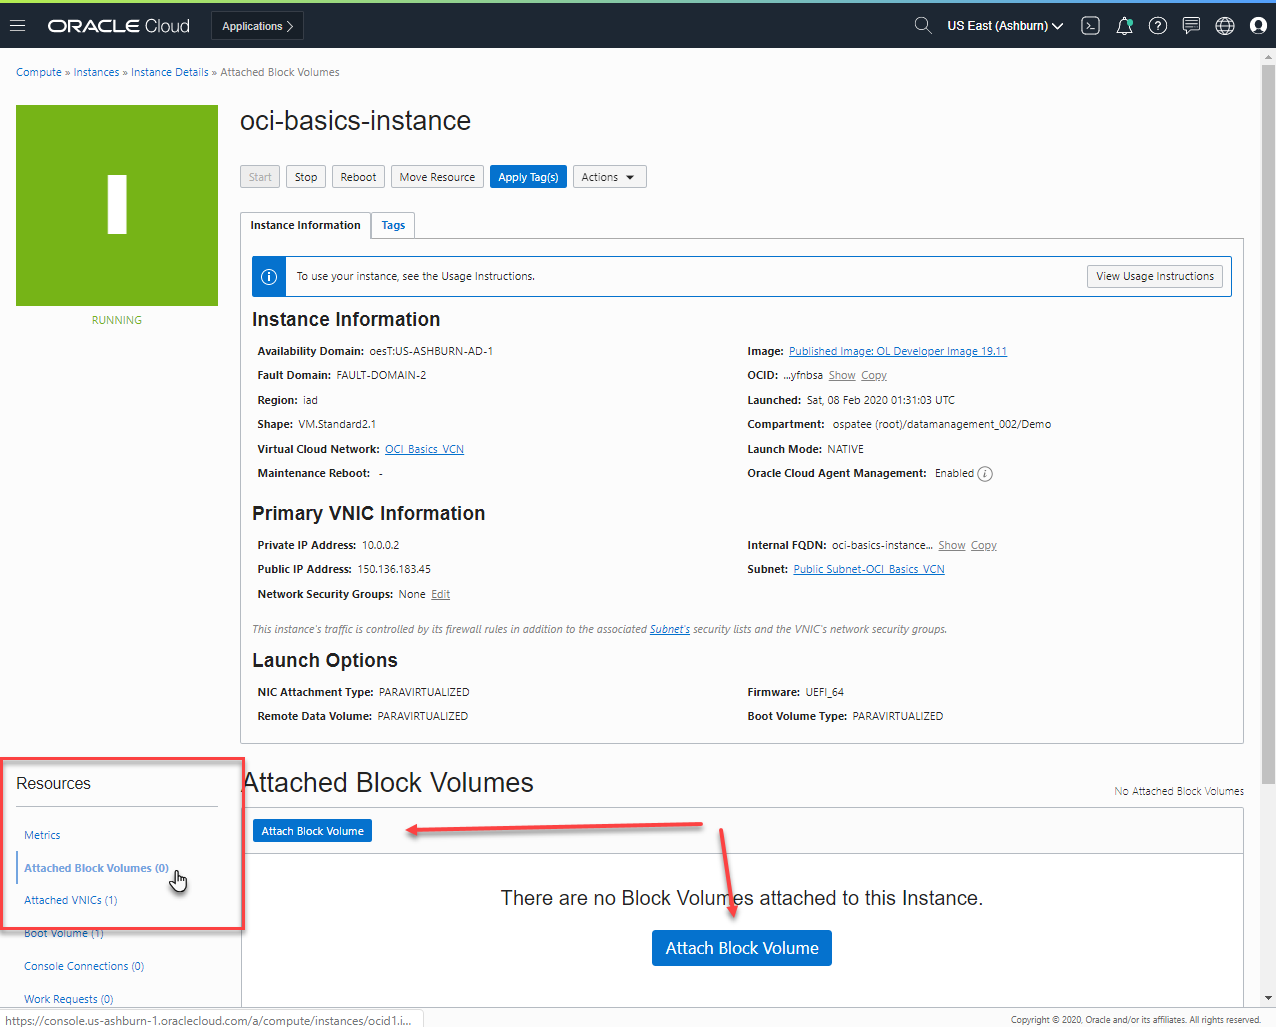 ORACLE Cloud
Applications >
US East (Ashburn)
Compute » Instances » Instance Details » Attached Block Volumes
I
RUNNING
oci-basics-instance
Start
Stop
Reboot
Move Resource
Apply Tag(s)
Actions
Instance Information
Tags
To use your instance, see the Usage Instructions.
View Usage Instructions
Instance Information
Availability Domain: oesT:US-ASHBURN-AD-1
Fault Domain: FAULT-DOMAIN-2
Region: iad
Shape: VM.Standard2.1
Virtual Cloud Network: OCI_Basics_VCN
Maintenance Reboot: -
Image: Published Image: OL Developer Image 19.11
OCID: ...yfnbsa Show Copy
Launched: Sat, 08 Feb 2020 01:31:03 UTC
Compartment: ospatee (root)/datamanagement_002/Demo
Launch Mode: NATIVE
Oracle Cloud Agent Management: Enabled i
Primary VNIC Information
Private IP Address: 10.0.0.2
Public IP Address: 150.136.183.45
Network Security Groups: None Edit
Internal FQDN: oci-basics-instance... Show Copy
Subnet: Public Subnet-OCI_Basics_VCN
This instance's traffic is controlled by its firewall rules in addition to the associated Subnet's security lists and the VNIC's network security groups.
Launch Options
NIC Attachment Type: PARAVIRTUALIZED
Remote Data Volume: PARAVIRTUALIZED
Firmware: UEFI_64
Boot Volume Type: PARAVIRTUALIZED
Resources
Metrics
Attached Block Volumes (0)
Attached VNICs (1)
Boot Volume (1)
Console Connections (0)
Work Requests (0)
Attached Block Volumes
No Attached Block Volumes
Attach Block Volume
There are no Block Volumes attached to this Instance.
Attach Block Volume
https://console.us-ashburn-1.oraclecloud.com/a/compute/instances/ocid1.i...
Copyright © 2020, Oracle and/or its affiliates. All rights reserved.